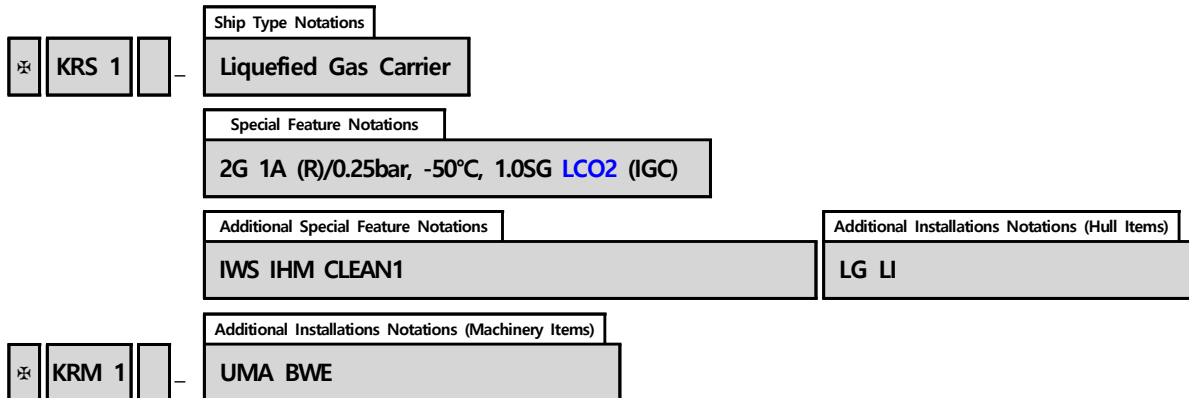 Ship Type Notations
✠ KRS 1 _ Liquefied Gas Carrier
Special Feature Notations
2G 1A (R)/0.25bar, -50℃, 1.0SG LCO2 (IGC)
Additional Special Feature Notations Additional Installations Notations (Hull Items)
IWS IHM CLEAN1 LG LI
Additional Installations Notations (Machinery Items)
✠ KRM 1 _ UMA BWE